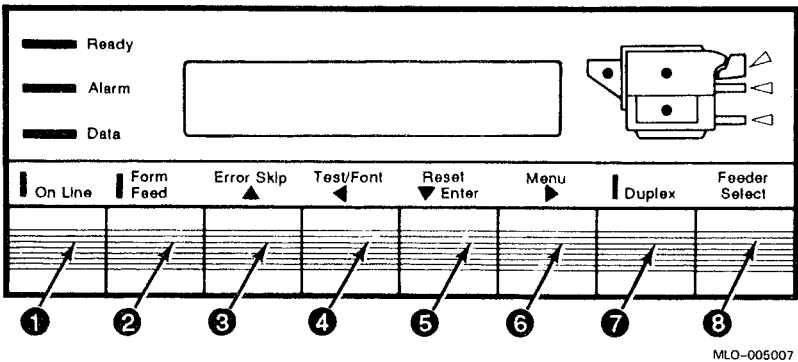 Ready
Alarm
Data
On Line
Form Feed
Error Skip
Test/Font
Reset
Enter
Menu
Duplex
Feeder Select
1 2 3 4 5 6 7 8
MLO-005007